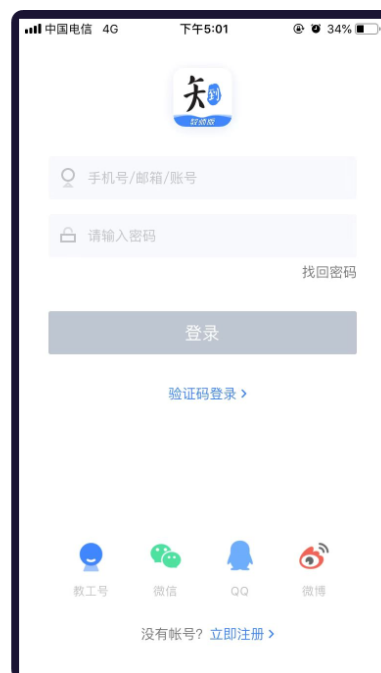 中国电信 4G 下午5:01 34%
知到
教师版
手机号/邮箱/账号
请输入密码
找回密码
登录
验证码登录 >
教工号 微信 QQ 微博
没有帐号? 立即注册 >